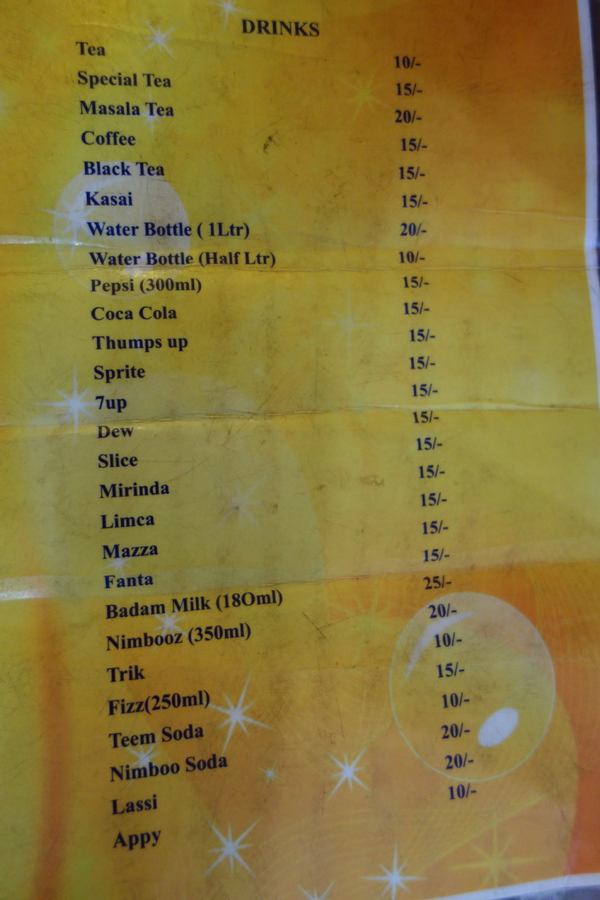 DRINKS
Tea 10/-
Special Tea 15/-
Masala Tea 20/-
Coffee 15/-
Black Tea 15/-
Kasai 15/-
Water Bottle ( 1Ltr) 20/-
Water Bottle (Half Ltr) 10/-
Pepsi (300ml) 15/-
Coca Cola 15/-
Thumps up 15/-
Sprite 15/-
7up 15/-
Dew 15/-
Slice 15/-
Mirinda 15/-
Limca 15/-
Mazza 15/-
Fanta 15/-
Badam Milk (18Oml) 25/-
Nimbooz (350ml) 20/-
Trik 10/-
Fizz(250ml) 15/-
Teem Soda 10/-
Nimboo Soda 20/-
Lassi 20/-
Appy 10/-